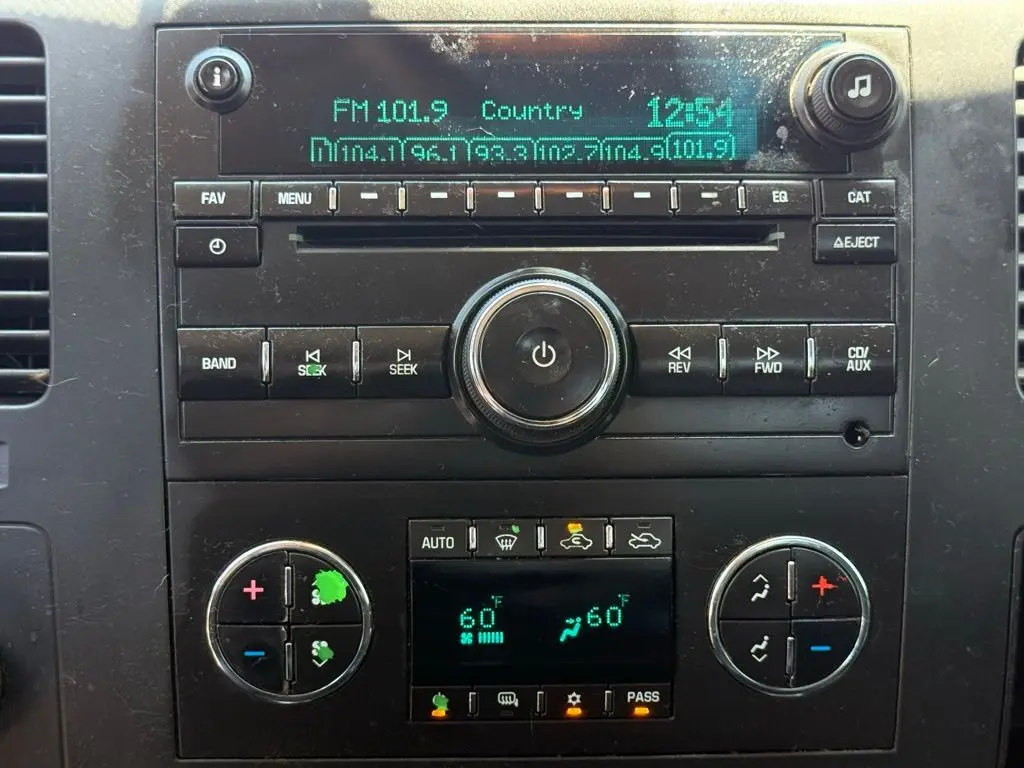 i
FM 101.9 Country 12:54
104.1 96.1 93.3 102.7 104.9 101.9
FAV MENU EQ CAT
EJECT
BAND SEEK SEEK REV FWD CD/
AUX
AUTO
60°F 60°F
PASS